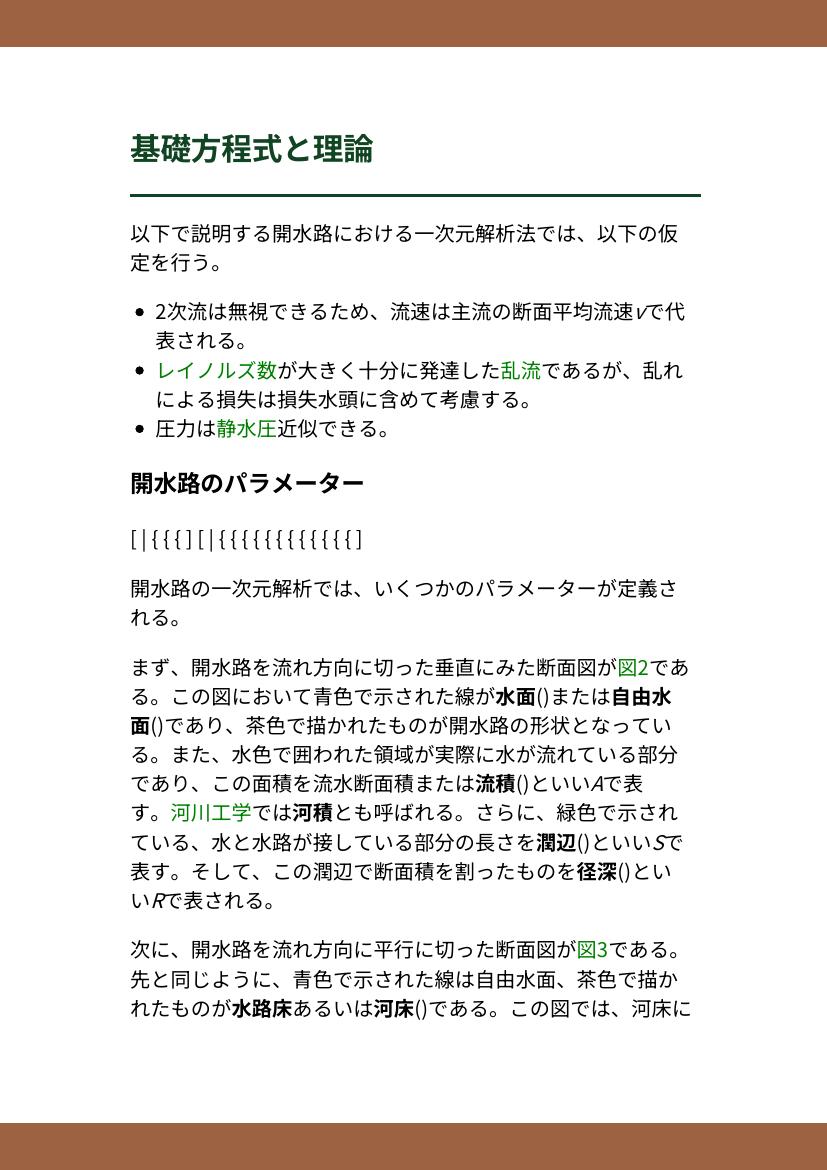 基礎方程式と理論
以下で説明する開水路における一次元解析法では、以下の仮
定を行う。
• 2次流は無視できるため、流速は主流の断面平均流速vで代
表される。
• レイノルズ数が大きく十分に発達した乱流であるが、乱れ
による損失は損失水頭に含めて考慮する。
• 圧力は静水圧近似できる。
開水路のパラメーター
[ | { { { ] [ | { { { { { { { { { { { { ]
開水路の一次元解析では、いくつかのパラメーターが定義さ
れる。
まず、開水路を流れ方向に切った垂直にみた断面図が図2であ
る。この図において青色で示された線が水面()または自由水
面()であり、茶色で描かれたものが開水路の形状となってい
る。また、水色で囲われた領域が実際に水が流れている部分
であり、この面積を流水断面積または流積()といいAで表
す。河川工学では河積とも呼ばれる。さらに、緑色で示され
ている、水と水路が接している部分の長さを潤辺()といいSで
表す。そして、この潤辺で断面積を割ったものを径深()とい
いRで表される。
次に、開水路を流れ方向に平行に切った断面図が図3である。
先と同じように、青色で示された線は自由水面、茶色で描か
れたものが水路床あるいは河床()である。この図では、河床に